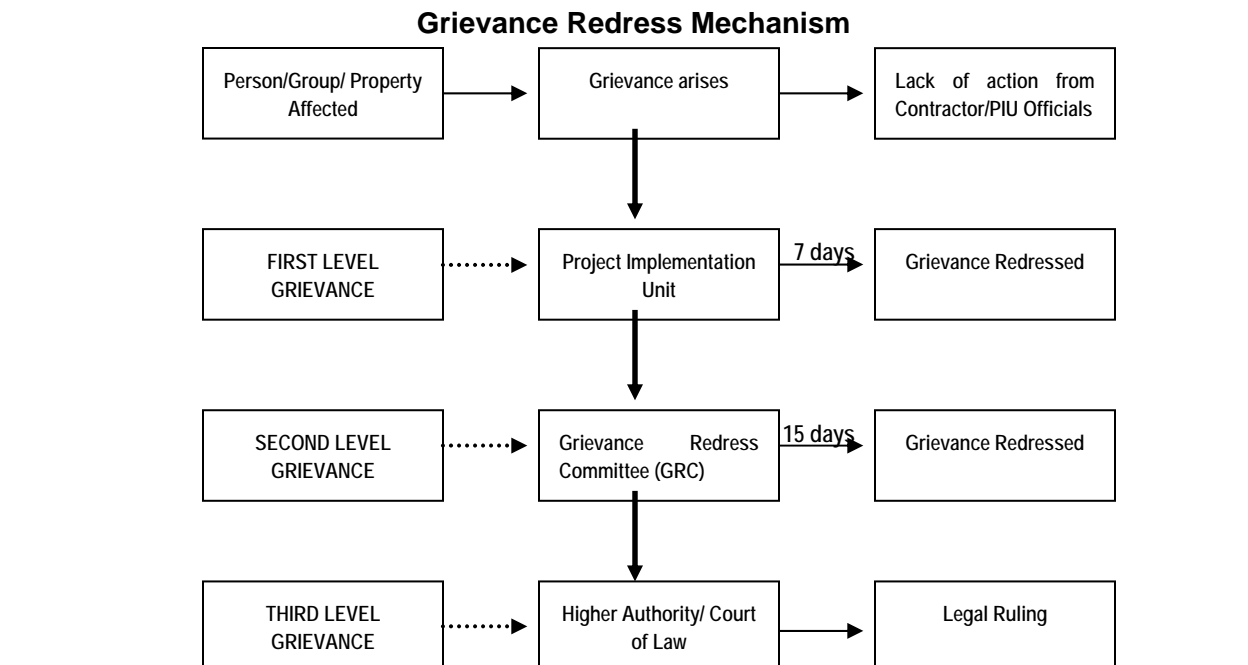 Grievance Redress Mechanism
Person/Group/ Property
Affected
Grievance arises
Lack of action from
Contractor/PIU Officials
FIRST LEVEL
GRIEVANCE
Project Implementation
Unit
7 days
Grievance Redressed
SECOND LEVEL
GRIEVANCE
Grievance Redress
Committee (GRC)
15 days
Grievance Redressed
THIRD LEVEL
GRIEVANCE
Higher Authority/ Court
of Law
Legal Ruling